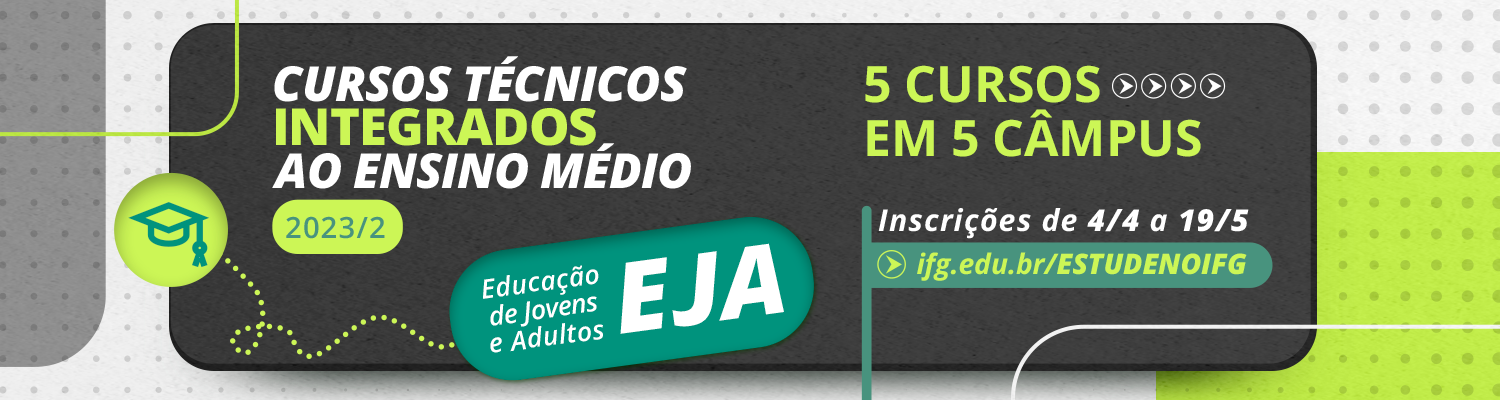 CURSOS TÉCNICOS
INTEGRADOS
AO ENSINO MÉDIO
2023/2
Educação
de Jovens
e Adultos
EJA
5 CURSOS
EM 5 CÂMPUS
Inscrições de 4/4 a 19/5
ifg.edu.br/ESTUDENOIFG